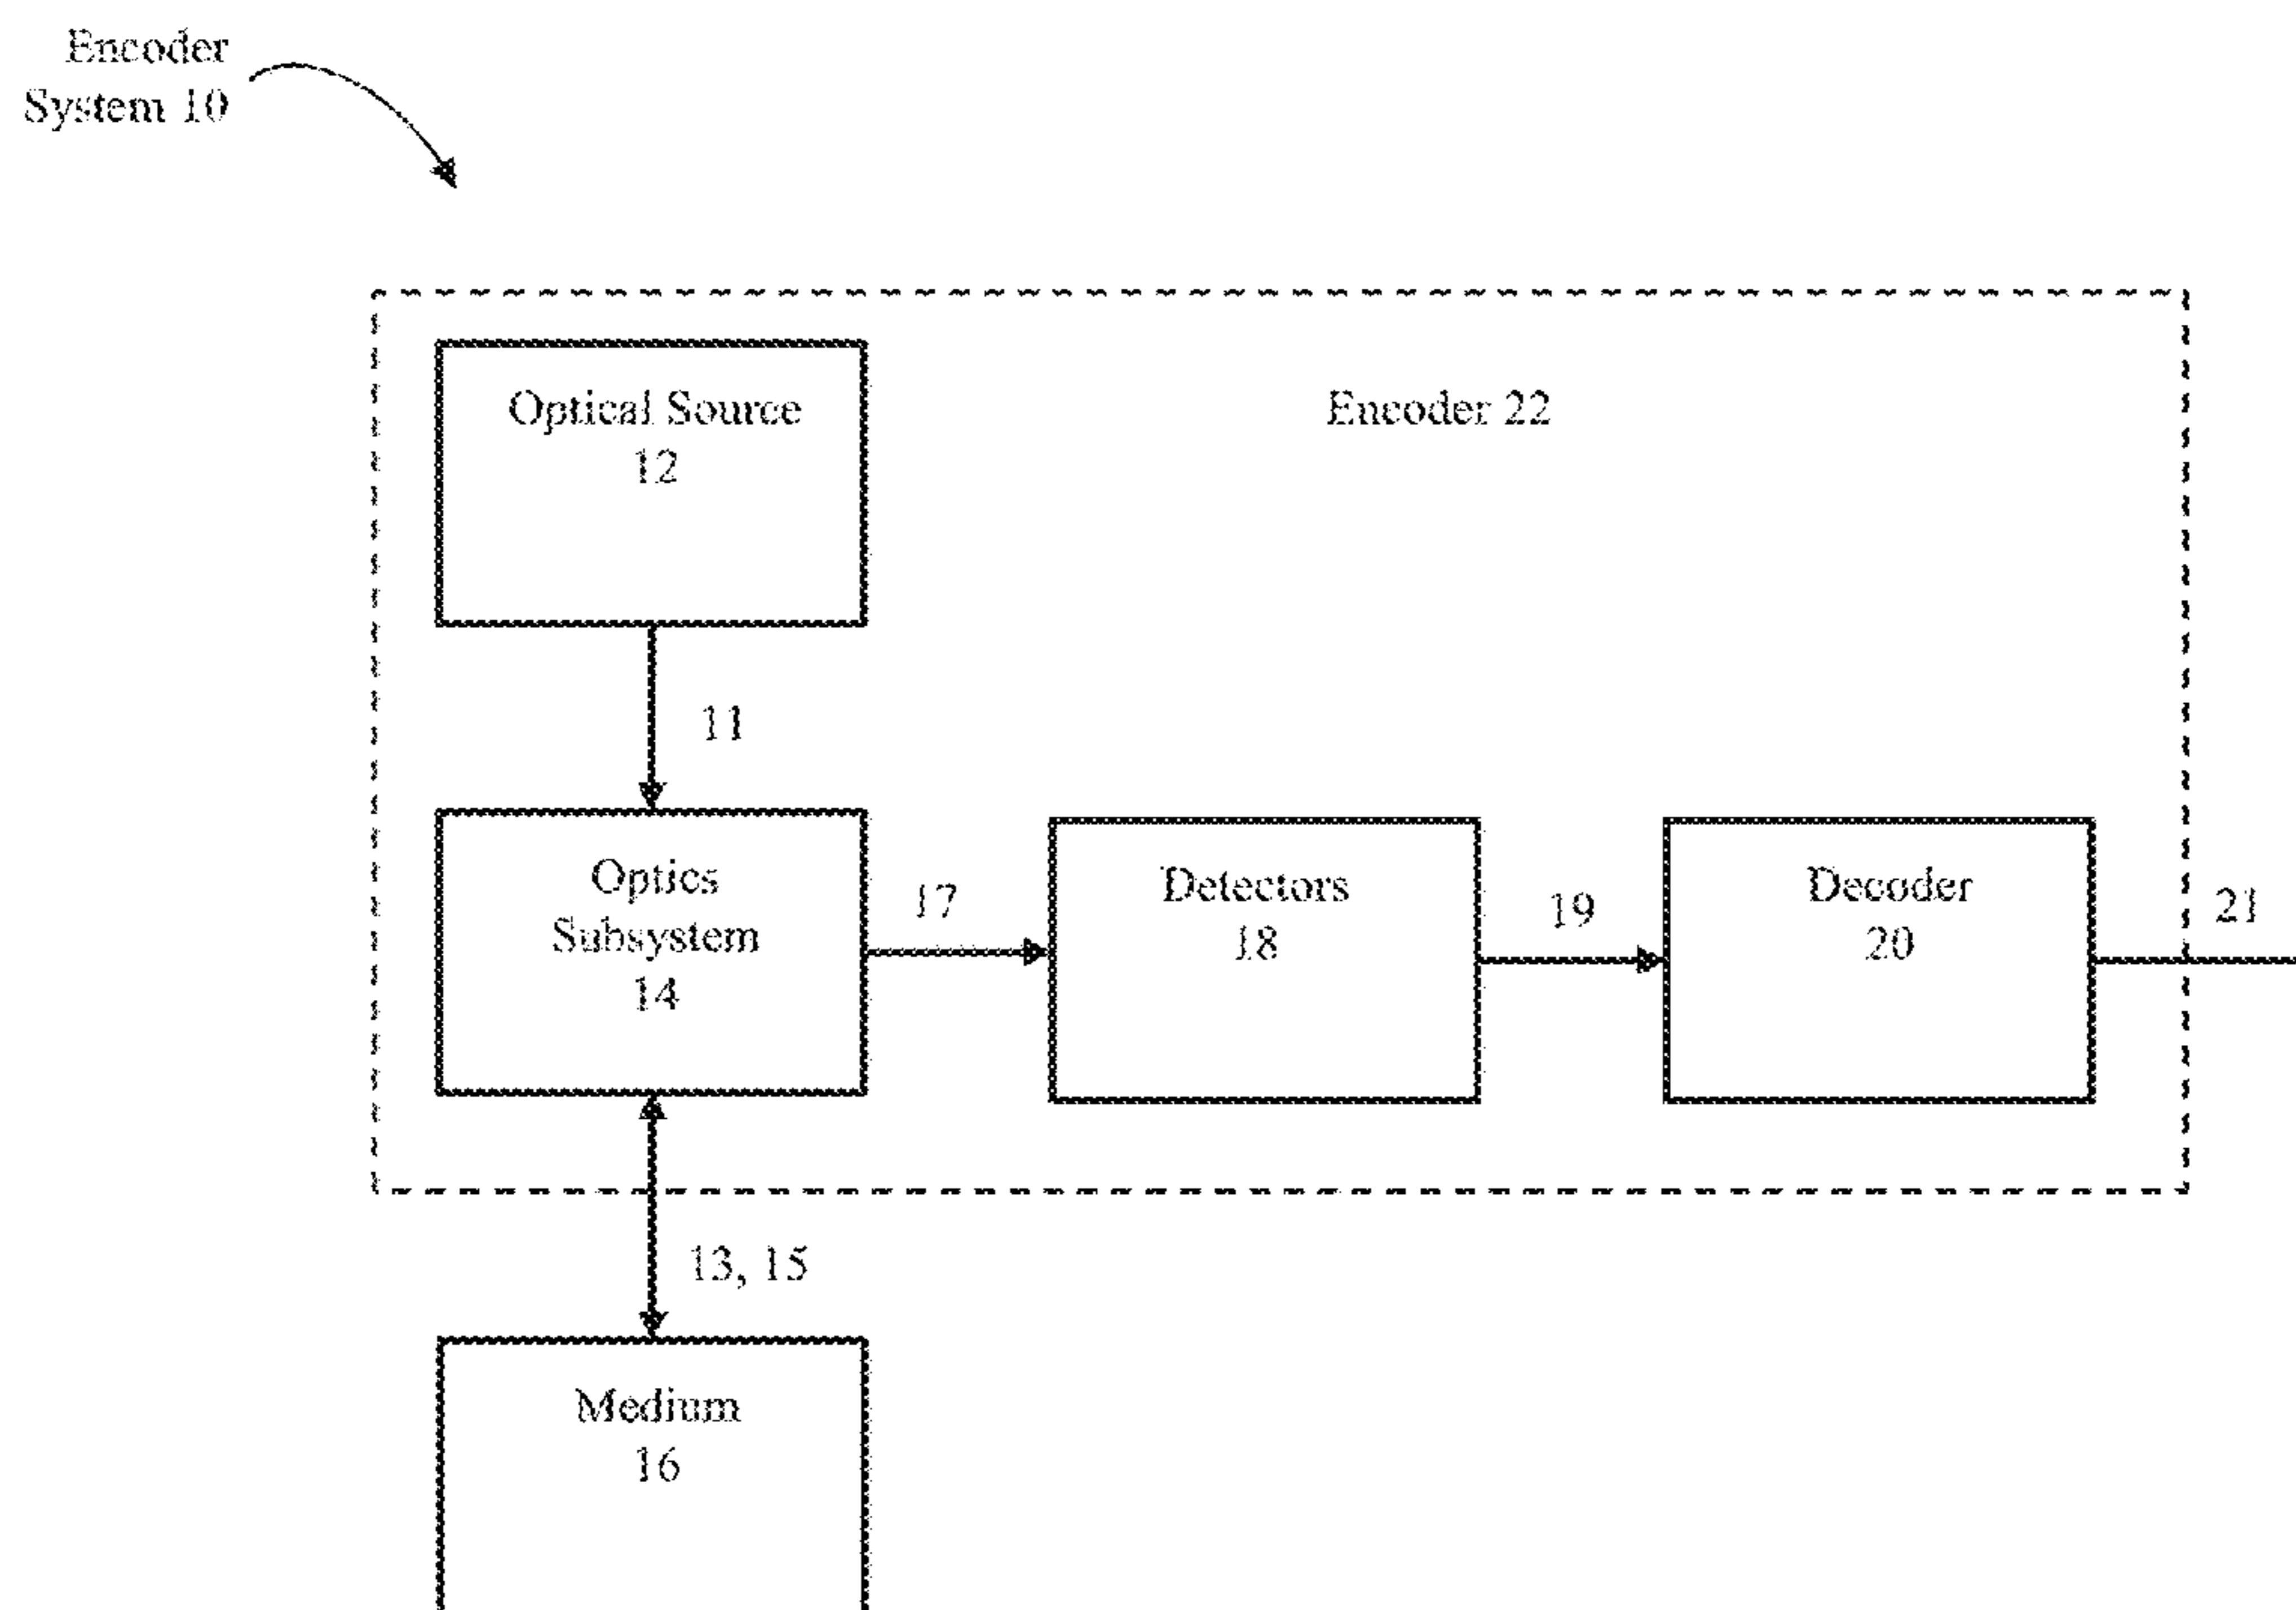 Encoder
System 10
Optical Source
12
Encoder 22
11
Optics
Subsystem
14
17
Detectors
18
19
Decoder
20
21
13, 15
Medium
16